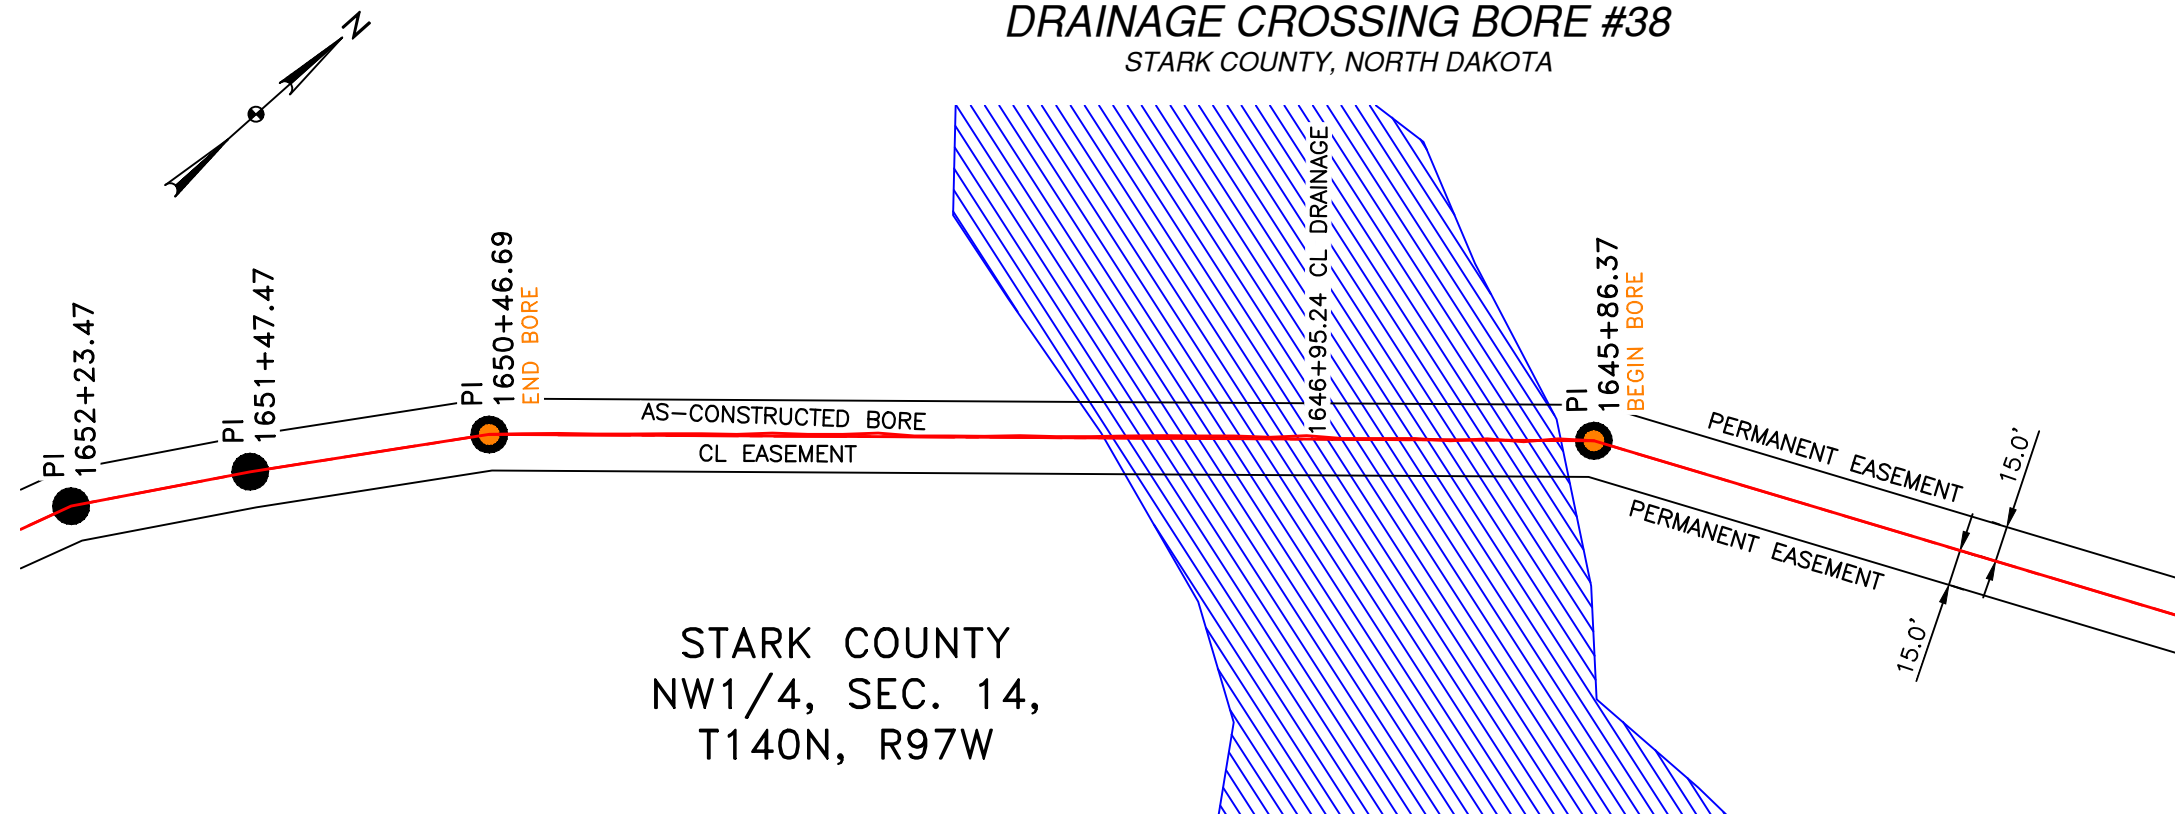 DRAINAGE CROSSING BORE #38
STARK COUNTY, NORTH DAKOTA
N
PI
1652+23.47
PI
1651+47.47
PI
1650+46.69
END BORE
AS-CONSTRUCTED BORE
CL EASEMENT
1646+95.24 CL DRAINAGE
PI
1645+86.37
BEGIN BORE
PERMANENT EASEMENT
PERMANENT EASEMENT
15.0'
15.0'
STARK COUNTY
NW1/4, SEC. 14,
T140N, R97W